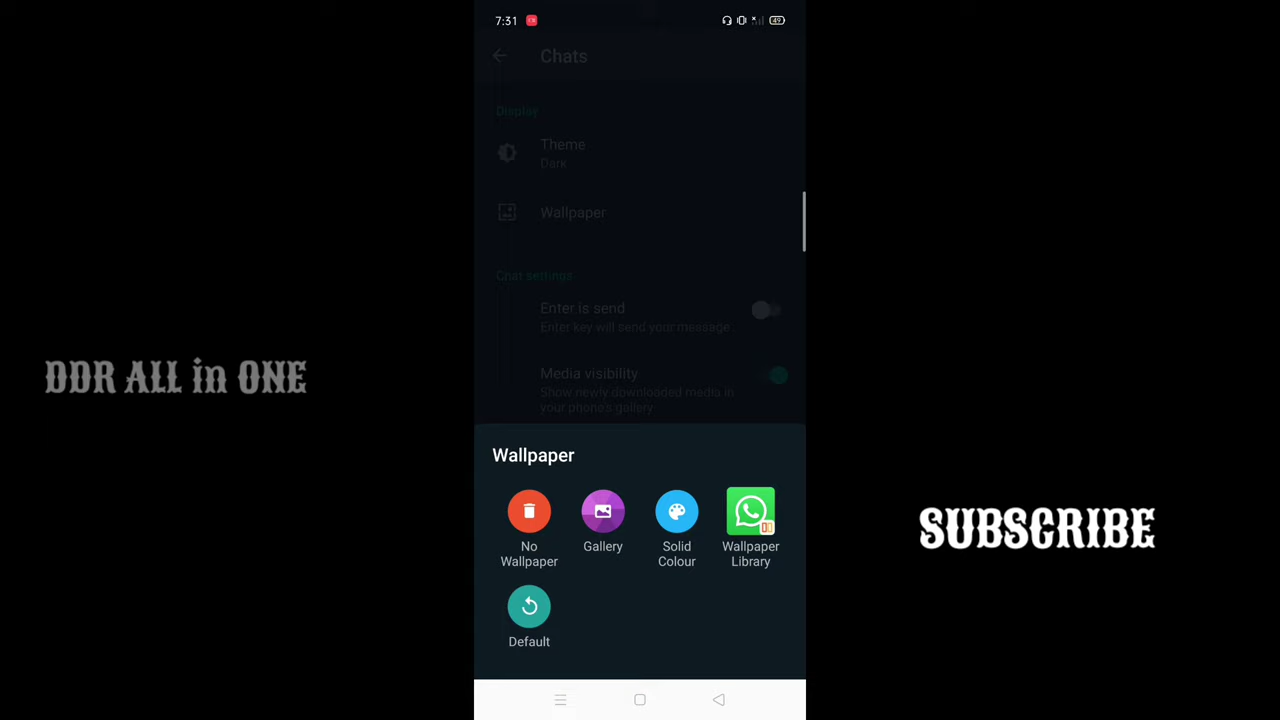 7:31
49
Chats
Display
Theme
Dark
Wallpaper
Chat settings
Enter is send
Enter key will send your message
Media visibility
Show newly downloaded media in
your phone's gallery
DDR ALL in ONE
Wallpaper
No
Wallpaper
Gallery
Solid
Colour
Wallpaper
Library
Default
SUBSCRIBE